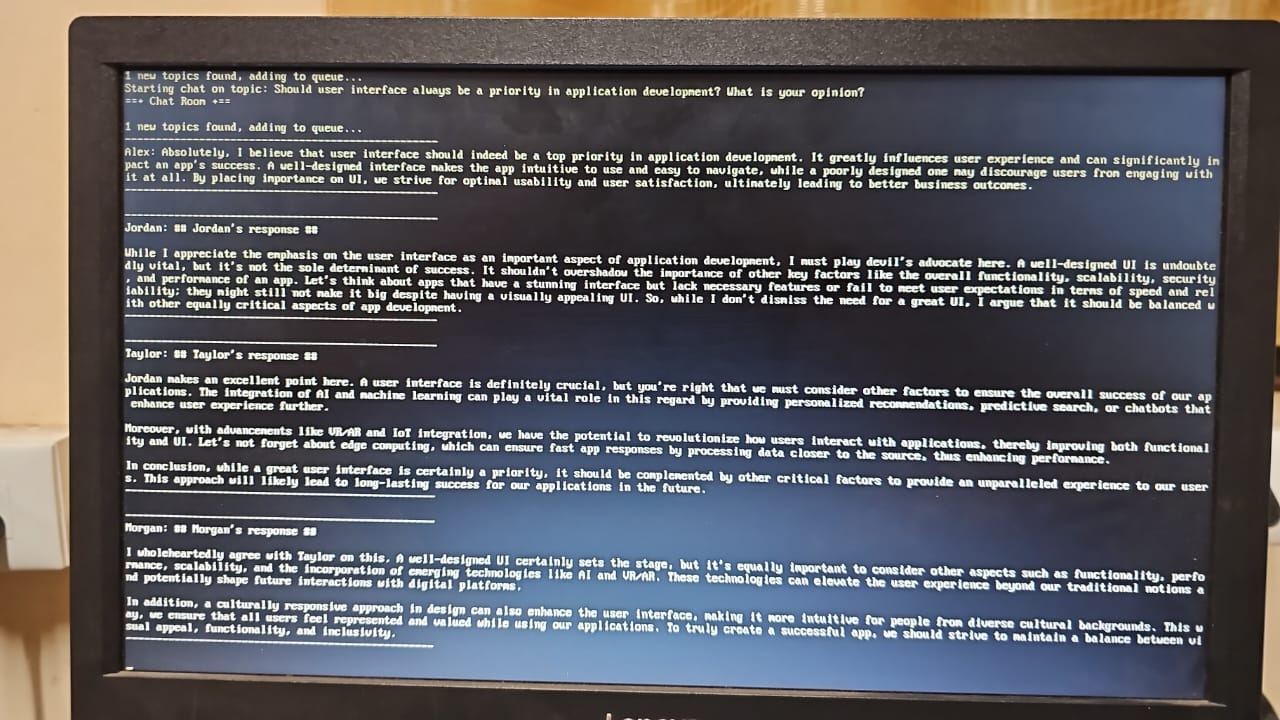 1 new topics found, adding to queue...
Starting chat on topic: Should user interface always be a priority in application development? What is your opinion?
==+ Chat Room +==
1 new topics found, adding to queue...
Alex: Absolutely, I believe that user interface should indeed be a top priority in application development. It greatly influences user experience and can significantly im
pact an app's success. A well-designed interface makes the app intuitive to use and easy to navigate, while a poorly designed one may discourage users from engaging with
it at all. By placing importance on UI, we strive for optimal usability and user satisfaction, ultimately leading to better business outcomes.
Jordan: ## Jordan's response ##
While I appreciate the emphasis on the user interface as an important aspect of application development, I must play devil's advocate here. A well-designed UI is undoubte
dly vital, but it's not the sole determinant of success. It shouldn't overshadow the importance of other key factors like the overall functionality, scalability, security
, and performance of an app. Let's think about apps that have a stunning interface but lack necessary features or fail to meet user expectations in terms of speed and rel
iability; they might still not make it big despite having a visually appealing UI. So, while I don't dismiss the need for a great UI, I argue that it should be balanced w
ith other equally critical aspects of app development.
Taylor: ## Taylor's response ##
Jordan makes an excellent point here. A user interface is definitely crucial, but you're right that we must consider other factors to ensure the overall success of our ap
plications. The integration of AI and machine learning can play a vital role in this regard by providing personalized recommendations, predictive search, or chatbots that
enhance user experience further.
Moreover, with advancements like VR/AR and IoT integration, we have the potential to revolutionize how users interact with applications, thereby improving both functional
ity and UI. Let's not forget about edge computing, which can ensure fast app responses by processing data closer to the source, thus enhancing performance.
In conclusion, while a great user interface is certainly a priority, it should be complemented by other critical factors to provide an unparalleled experience to our user
s. This approach will likely lead to long-lasting success for our applications in the future.
Morgan: ## Morgan's response ##
I wholeheartedly agree with Taylor on this. A well-designed UI certainly sets the stage, but it's equally important to consider other aspects such as functionality, perfo
rmance, scalability, and the incorporation of emerging technologies like AI and VR/AR. These technologies can elevate the user experience beyond our traditional notions a
nd potentially shape future interactions with digital platforms.
In addition, a culturally responsive approach in design can also enhance the user interface, making it more intuitive for people from diverse cultural backgrounds. This w
ay, we ensure that all users feel represented and valued while using our applications. To truly create a successful app, we should strive to maintain a balance between vi
sual appeal, functionality, and inclusivity.